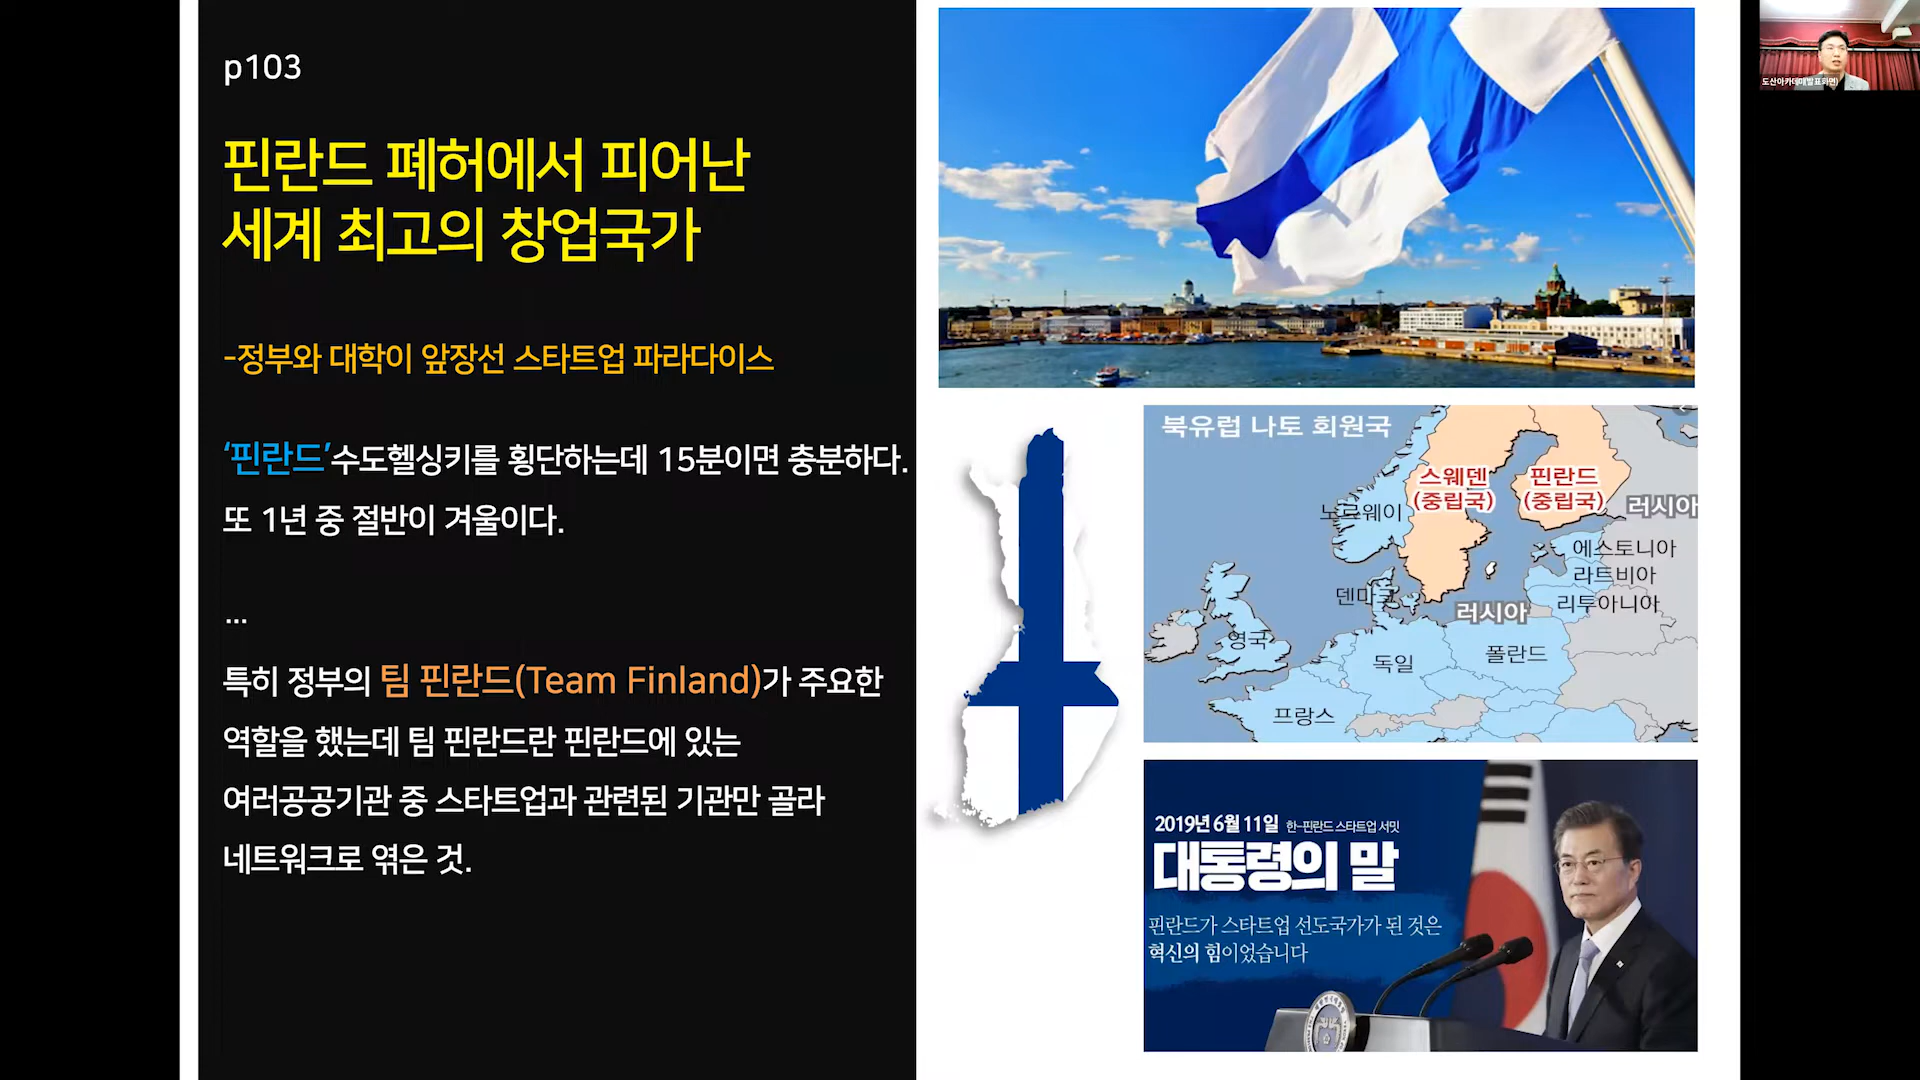 p103
핀란드 폐허에서 피어난
세계 최고의 창업국가
-정부와 대학이 앞장선 스타트업 파라다이스
‘핀란드’수도헬싱키를 횡단하는데 15분이면 충분하다.
또 1년 중 절반이 겨울이다.
...
특히 정부의 팀 핀란드(Team Finland)가 주요한
역할을 했는데 팀 핀란드란 핀란드에 있는
여러공공기관 중 스타트업과 관련된 기관만 골라
네트워크로 엮은 것.
북유럽 나토 회원국
스웨덴
(중립국)
핀란드
(중립국)
러시아
노르웨이
에스토니아
라트비아
리투아니아
덴마크
러시아
영국
독일
폴란드
프랑스
2019년 6월 11일 한-핀란드 스타트업 서밋
대통령의 말
핀란드가 스타트업 선도국가가 된 것은
혁신의 힘이었습니다
도산아카데미발표화면)